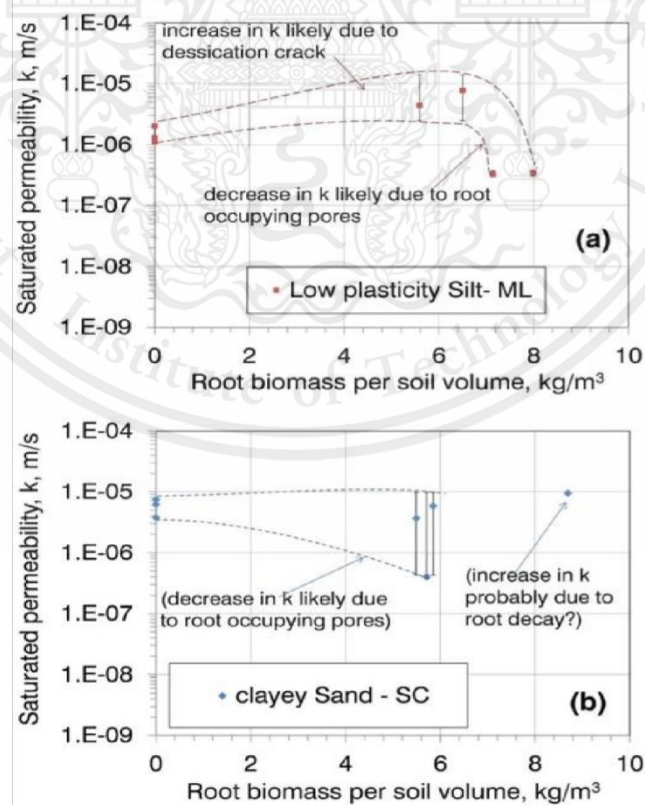 1.E-04
increase in k likely due to
dessication crack
1.E-05
1.E-06
1.E-07
decrease in k likely due to root
occupying pores
(a)
1.E-08
Low plasticity Silt- ML
1.E-09
0 2 4 6 8 10
Saturated permeability, k, m/s
Root biomass per soil volume, kg/m³
Institute of Technology
1.E-04
1.E-05
1.E-06
(decrease in k likely due
to root occupying pores)
(increase in k
probably due to
root decay?)
1.E-07
1.E-08
clayey Sand - SC
(b)
1.E-09
0 2 4 6 8 10
Saturated permeability, k, m/s
Root biomass per soil volume, kg/m³